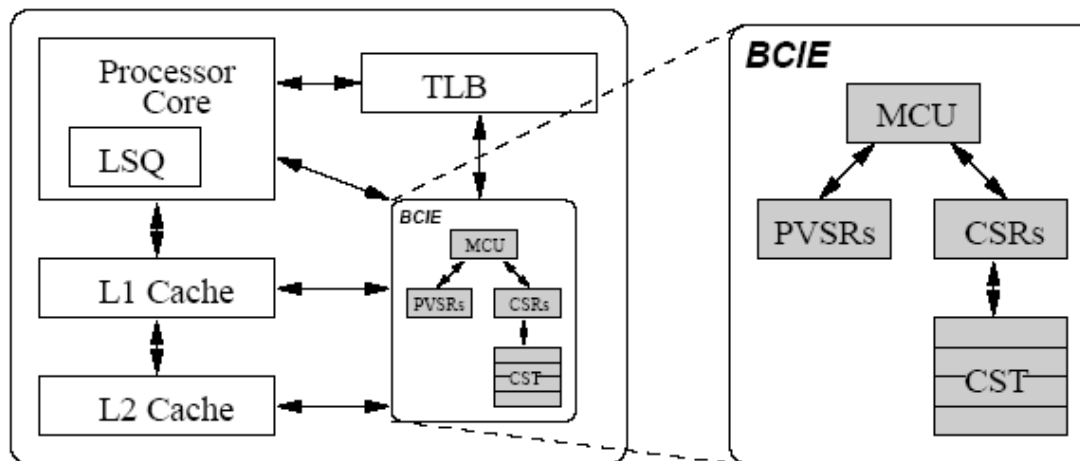 Processor
Core
LSQ
TLB
L1 Cache
L2 Cache
BCIE
MCU
PVSRs
CSRs
CST
BCIE
MCU
PVSRs
CSRs
CST